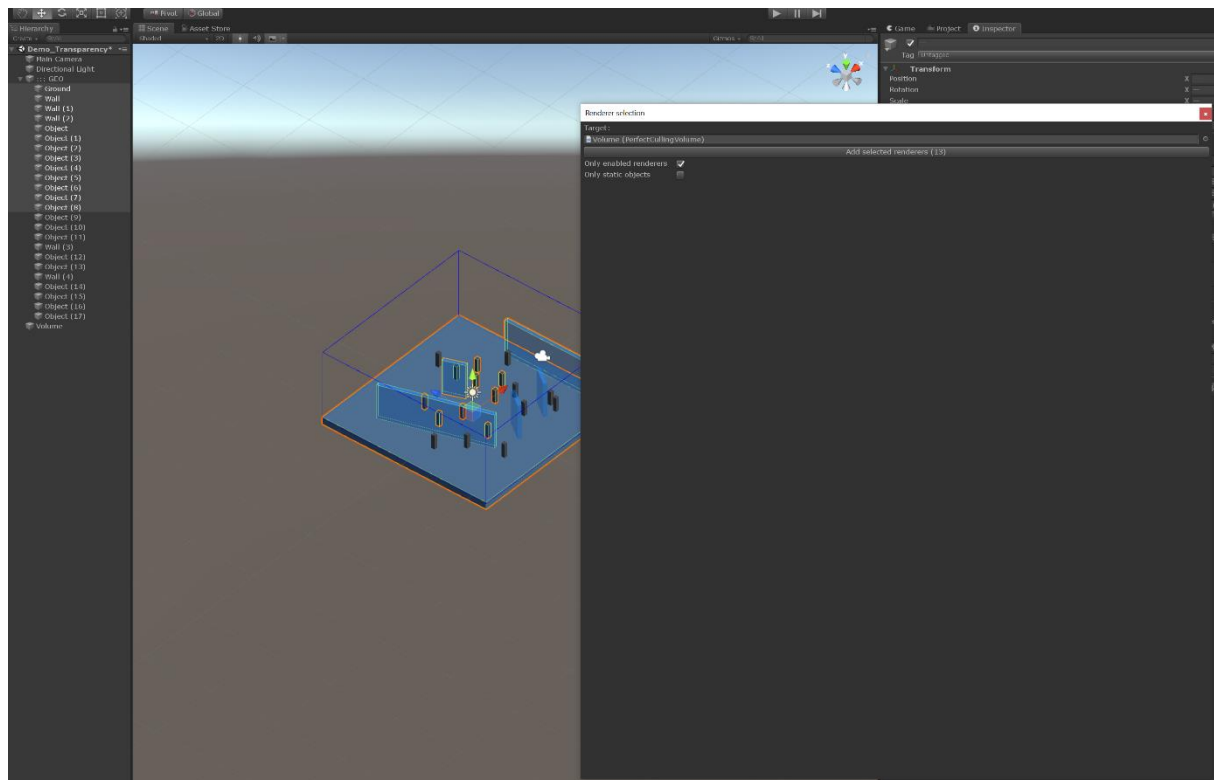 Pivot Global
Hierarchy
Scene Asset Store
Game Project Inspector
Create
Shaded 2D Gizmos
Demo_Transparency*
Main Camera
Directional Light
::: GEO
Ground
Wall
Wall (1)
Wall (2)
Object
Object (1)
Object (2)
Object (3)
Object (4)
Object (5)
Object (6)
Object (7)
Object (8)
Object (9)
Object (10)
Object (11)
Wall (3)
Object (12)
Object (13)
Wall (4)
Object (14)
Object (15)
Object (16)
Object (17)
Volume
Tag Untagged
Transform
Position X
Rotation X
Scale X
Renderer selection
Target:
Volume (PerfectCullingVolume)
Add selected renderers (13)
Only enabled renderers
Only static objects